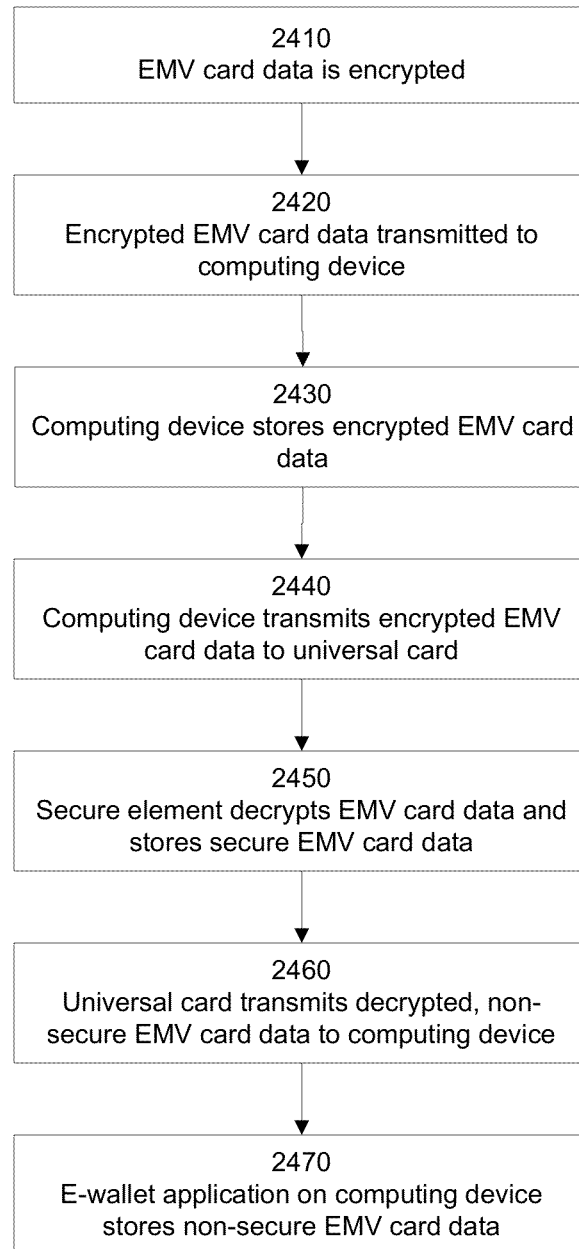 2410
EMV card data is encrypted
2420
Encrypted EMV card data transmitted to
computing device
2430
Computing device stores encrypted EMV card
data
2440
Computing device transmits encrypted EMV
card data to universal card
2450
Secure element decrypts EMV card data and
stores secure EMV card data
2460
Universal card transmits decrypted, non-
secure EMV card data to computing device
2470
E-wallet application on computing device
stores non-secure EMV card data